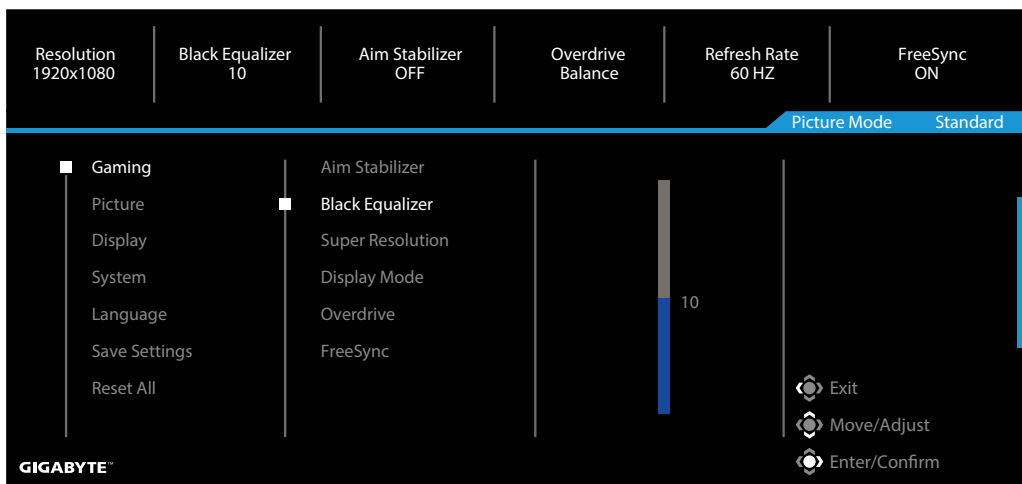 Resolution
1920x1080
Black Equalizer
10
Aim Stabilizer
OFF
Overdrive
Balance
Refresh Rate
60 HZ
FreeSync
ON
Picture Mode Standard
Gaming
Picture
Display
System
Language
Save Settings
Reset All
Aim Stabilizer
Black Equalizer
Super Resolution
Display Mode
Overdrive
FreeSync
10
Exit
Move/Adjust
Enter/Confirm
GIGABYTE™